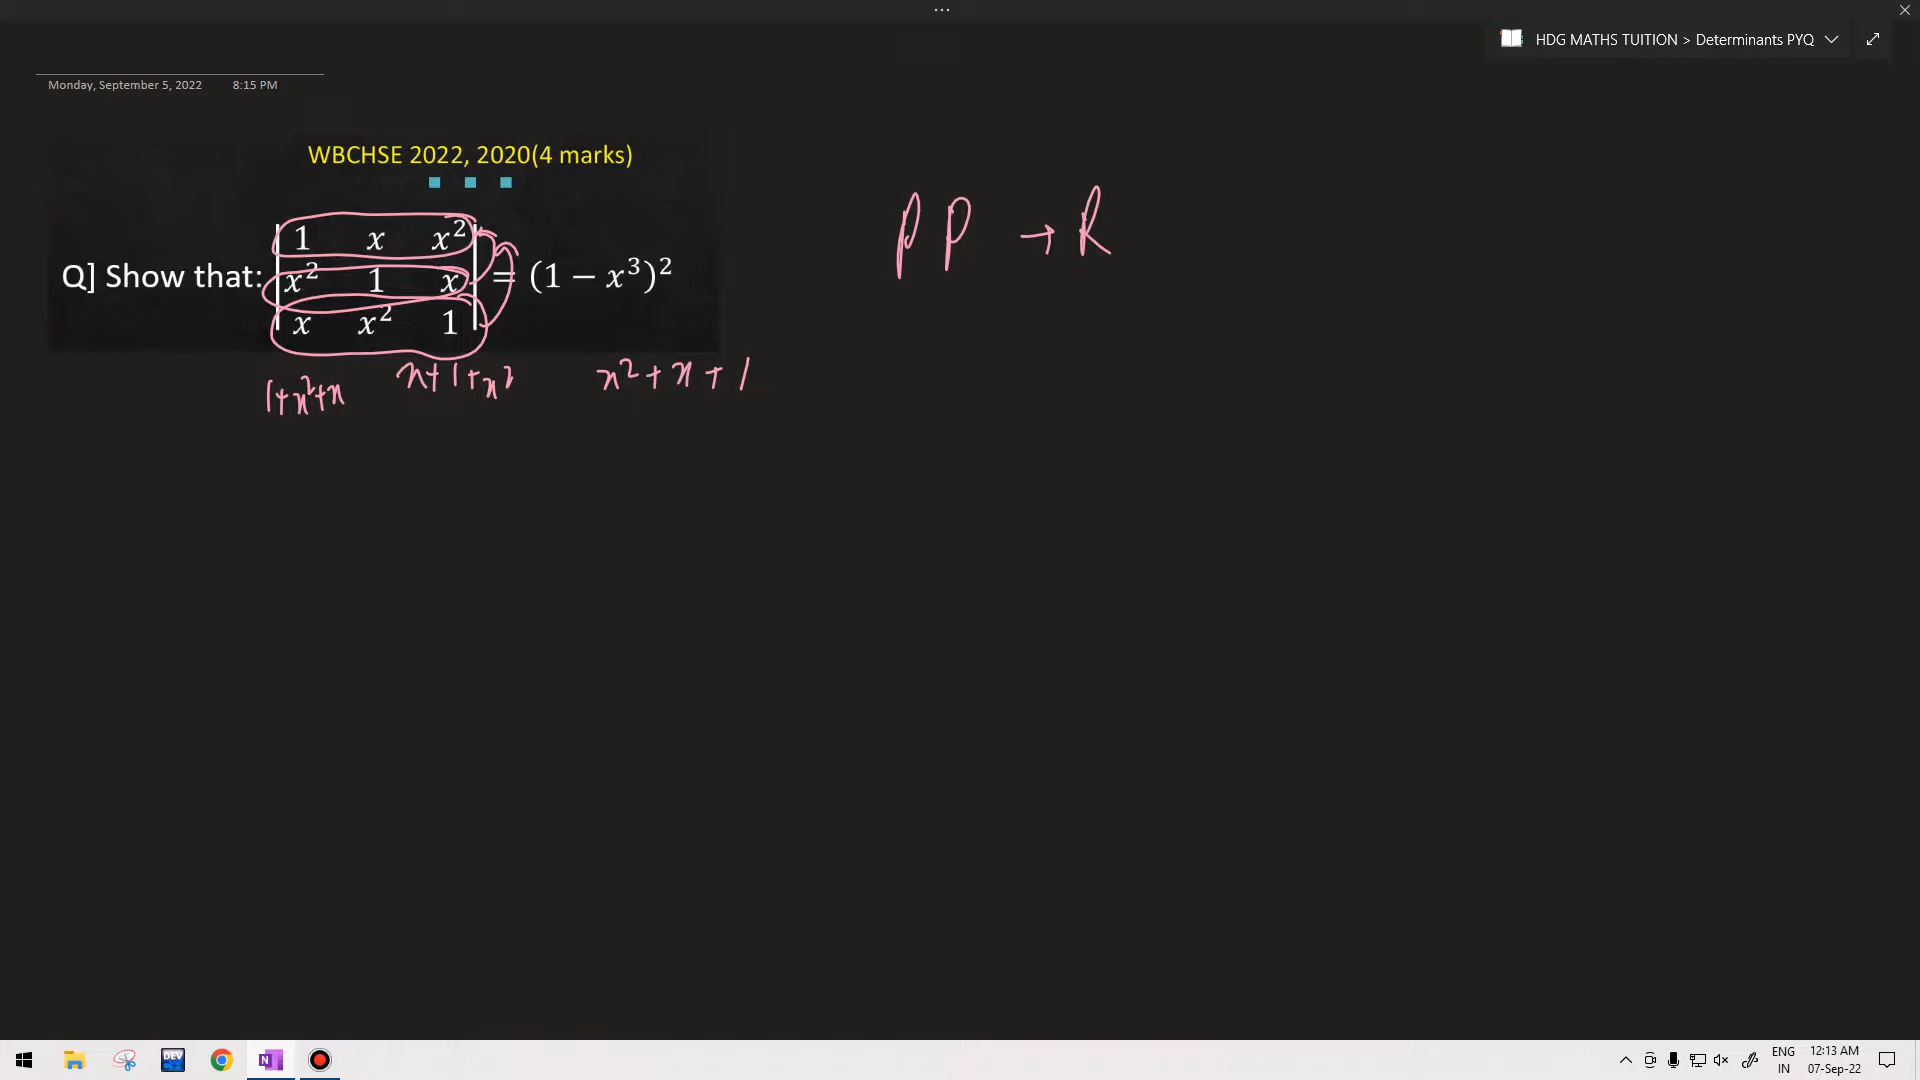 HDG MATHS TUITION > Determinants PYQ
Monday, September 5, 2022 8:15 PM
WBCHSE 2022, 2020(4 marks)
1 x x²
Q] Show that: x² 1 x = (1 − x³)²
x x² 1
1+x²+x x+1+x² x²+x+1
P P → R
DEV
N
ENG
IN
12:13 AM
07-Sep-22